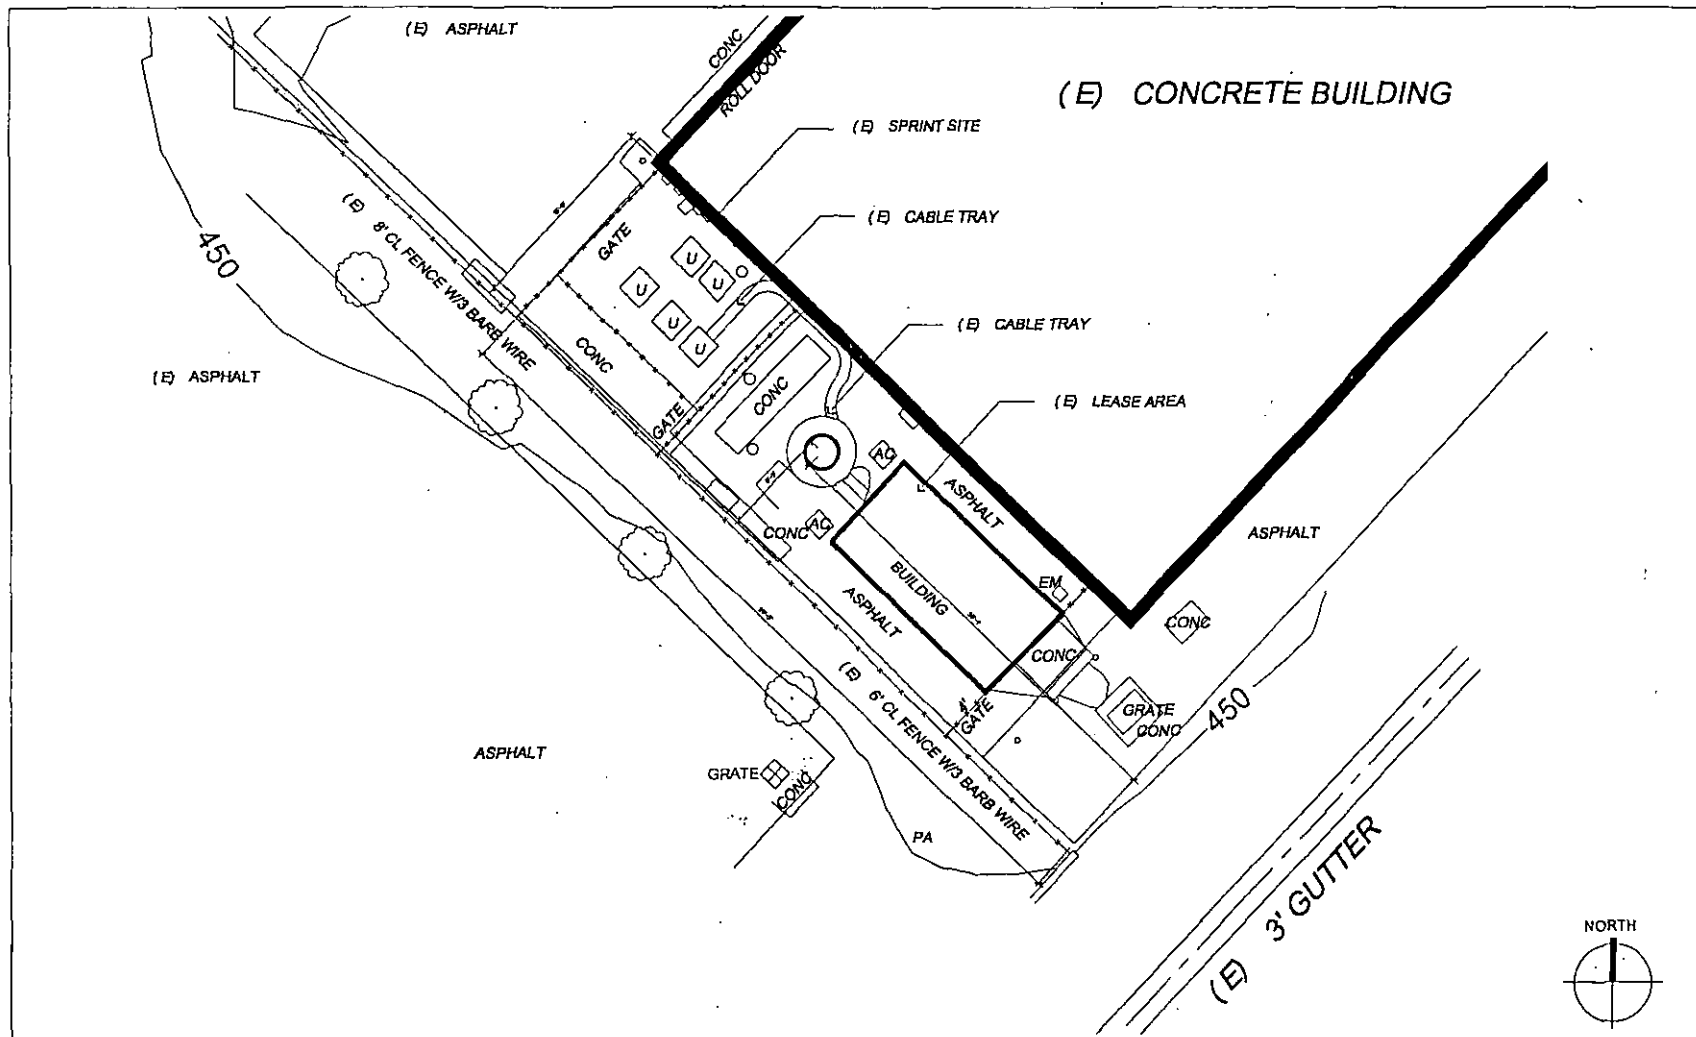 (E) ASPHALT
CONC
ROLL DOOR
(E) CONCRETE BUILDING
(E) SPRINT SITE
(E) CABLE TRAY
(E) 8' CL FENCE W/3 BARB WIRE
450
GATE
U
U
U
U
U
(E) CABLE TRAY
CONC
(E) ASPHALT
CONC
GATE
(E) LEASE AREA
AC
ASPHALT
CONC
AC
ASPHALT
BUILDING
EM
ASPHALT
CONC
CONC
(E) 6' CL FENCE W/3 BARB WIRE
4'
GATE
GRATE
CONC
450
ASPHALT
GRATE
CONC
PA
(E) 3' GUTTER
NORTH